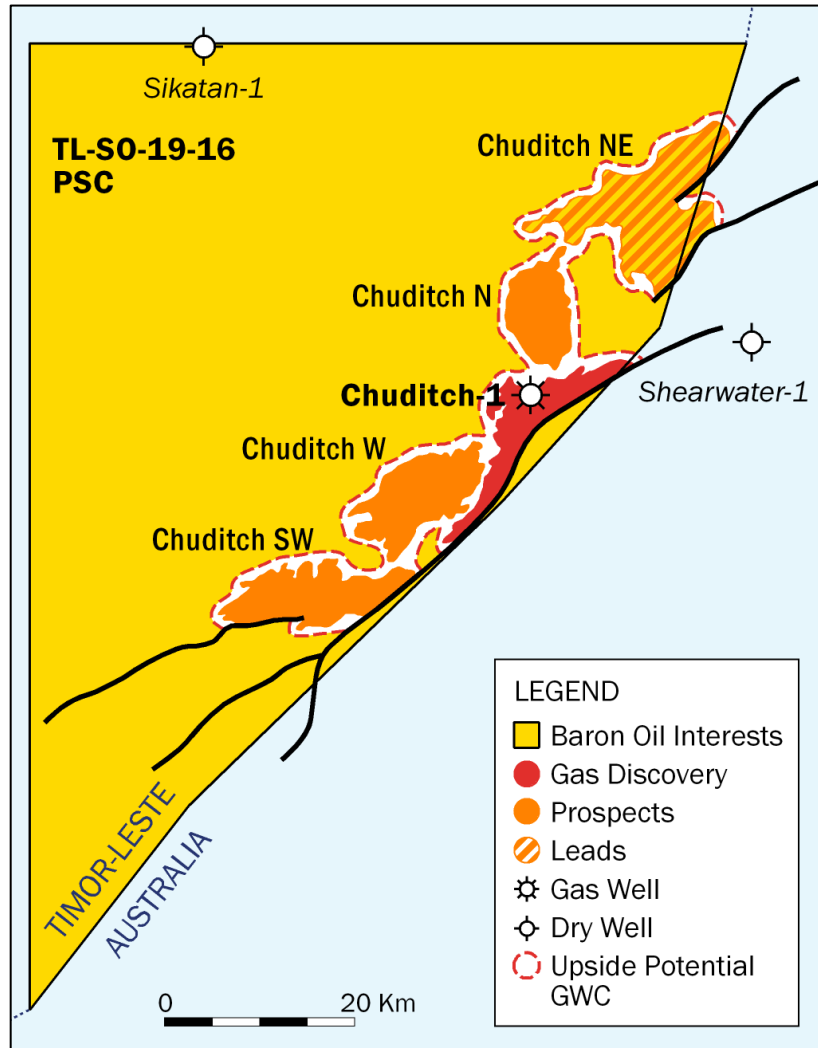 Sikatan-1
TL-SO-19-16
PSC
Chuditch NE
Chuditch N
Chuditch-1
Shearwater-1
Chuditch W
Chuditch SW
TIMOR-LESTE
AUSTRALIA
LEGEND
Baron Oil Interests
Gas Discovery
Prospects
Leads
Gas Well
Dry Well
Upside Potential
GWC
0 20 Km